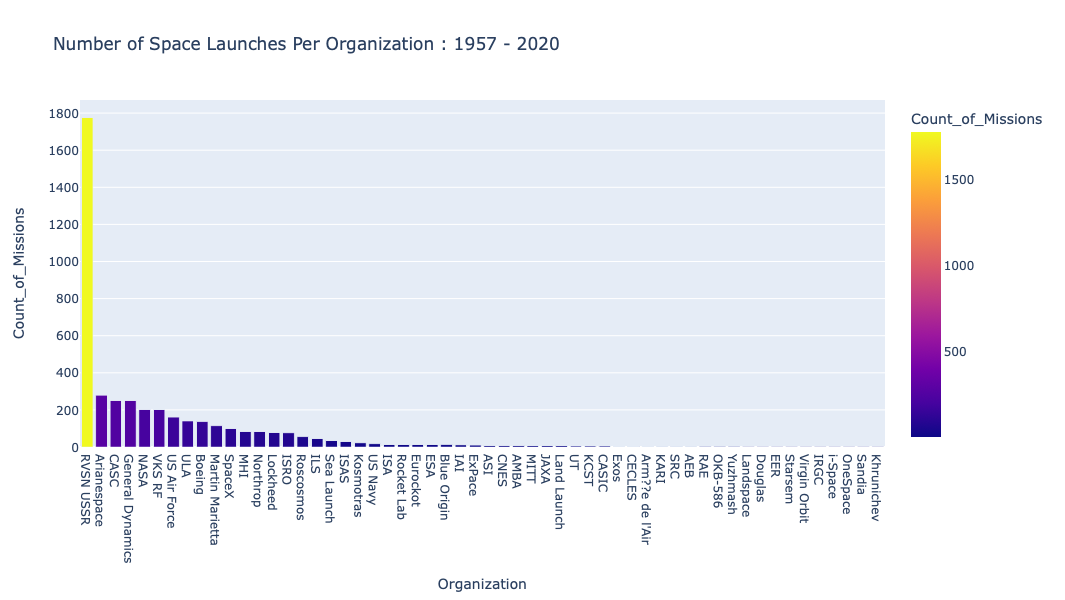 Number of Space Launches Per Organization : 1957 - 2020
Count_of_Missions
1800
1600
1400
1200
1000
800
600
400
200
0
RVSN USSR
Arianespace
CASC
General Dynamics
NASA
VKS RF
US Air Force
ULA
Boeing
Martin Marietta
SpaceX
MHI
Northrop
Lockheed
ISRO
Roscosmos
ILS
Sea Launch
ISAS
Kosmotras
US Navy
ISA
Rocket Lab
Eurockot
ESA
Blue Origin
IAI
ExPace
ASI
CNES
AMBA
MITT
JAXA
Land Launch
UT
KCST
CASIC
Exos
CECLES
Arm??e de l'Air
KARI
SRC
AEB
RAE
OKB-586
Yuzhmash
Landspace
Douglas
EER
Starsem
Virgin Orbit
IRGC
i-Space
OneSpace
Sandia
Khrunichev
Organization
Count_of_Missions
1500
1000
500